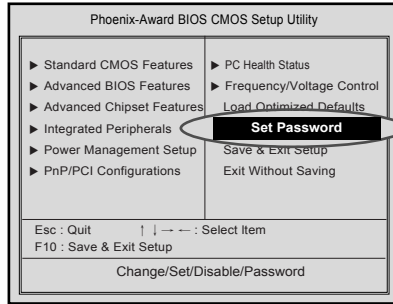 Phoenix-Award BIOS CMOS Setup Utility
▶ Standard CMOS Features
▶ Advanced BIOS Features
▶ Advanced Chipset Features
▶ Integrated Peripherals
▶ Power Management Setup
▶ PnP/PCI Configurations
▶ PC Health Status
▶ Frequency/Voltage Control
Load Optimized Defaults
Set Password
Save & Exit Setup
Exit Without Saving
Esc : Quit ↑ ↓ → ← : Select Item
F10 : Save & Exit Setup
Change/Set/Disable/Password